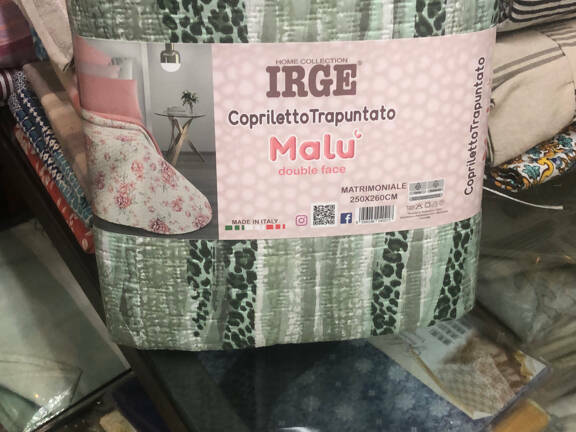 HOME COLLECTION
IRGE
CopriLettoTrapuntato
Malu'
double face
MATRIMONIALE
250X260CM
MADE IN ITALY
CopriLettoTrapuntato